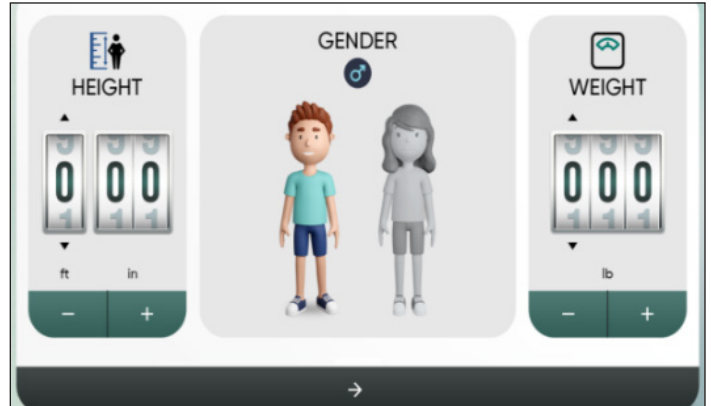 HEIGHT
0 0 0
ft in
- +
GENDER
WEIGHT
0 0 0
lb
- +